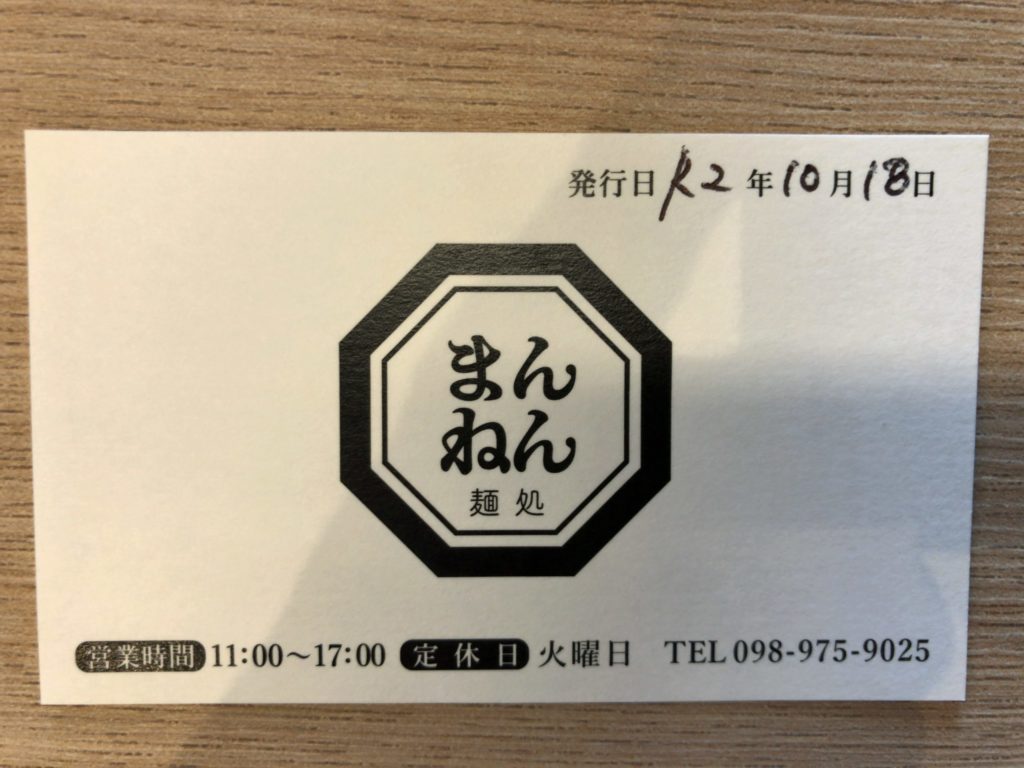 発行日 R2 年 10 月 18 日
まん
ねん
麺処
営業時間 11:00～17:00 定休日 火曜日 TEL 098-975-9025